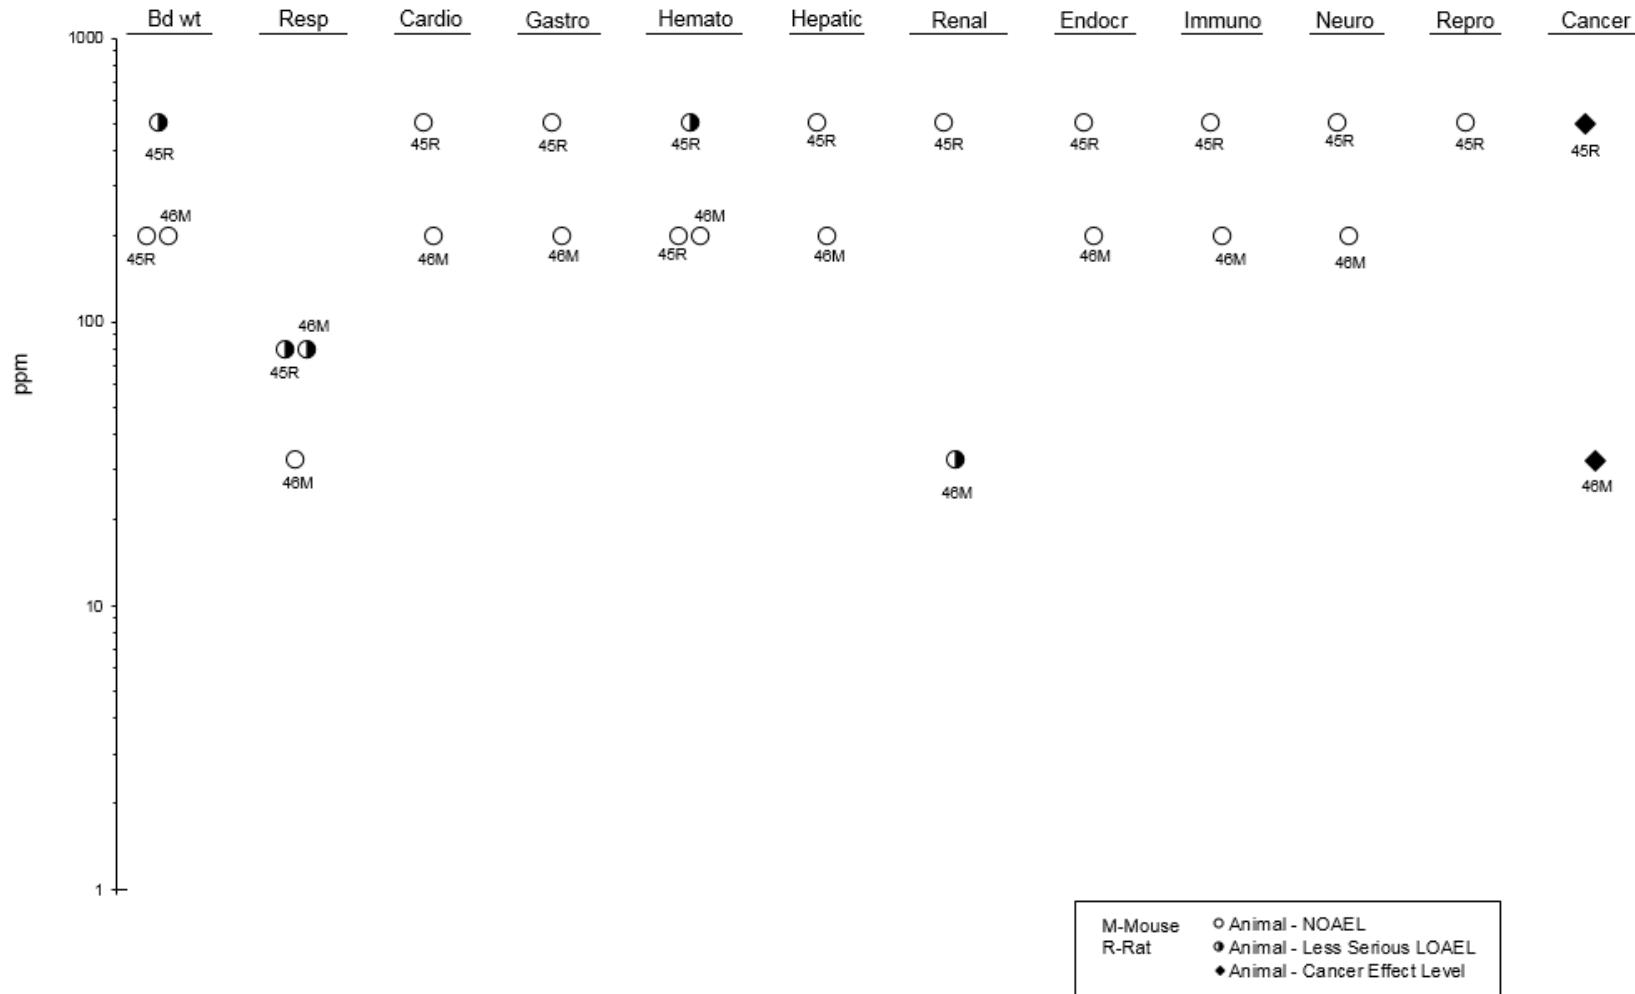 Bd wt Resp Cardio Gastro Hemato Hepatic Renal Endocr Immuno Neuro Repro Cancer
1000
45R 45R 45R 45R 45R 45R 45R 45R 45R 45R 45R
46M 46M
45R 46M 46M 45R 46M 46M 46M 46M
100
46M
45R
ppm
46M 46M 46M
10
1
M-Mouse Animal - NOAEL
R-Rat Animal - Less Serious LOAEL
Animal - Cancer Effect Level